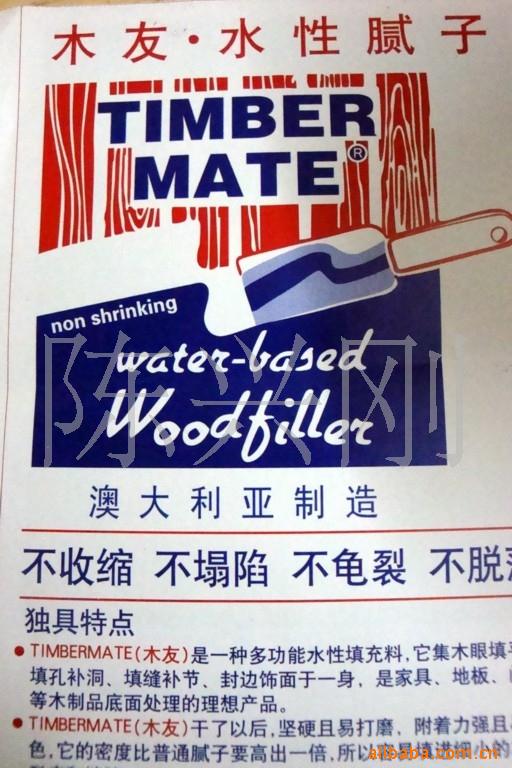 木友·水性腻子
TIMBER
MATE®
non shrinking
water-based
Woodfiller
陈兴刚
澳大利亚制造
不收缩 不塌陷 不龟裂 不脱
独具特点
● TIMBERMATE(木友)是一种多功能水性填充料,它集木眼填
填孔补洞、填缝补节、封边饰面于一身,是家具、地板、
等木制品底面处理的理想产品。
● TIMBERMATE(木友)干了以后,坚硬且易打磨,附着力强且
色,它的密度比普通腻子要高出一倍,所以
alibaba.com.cn